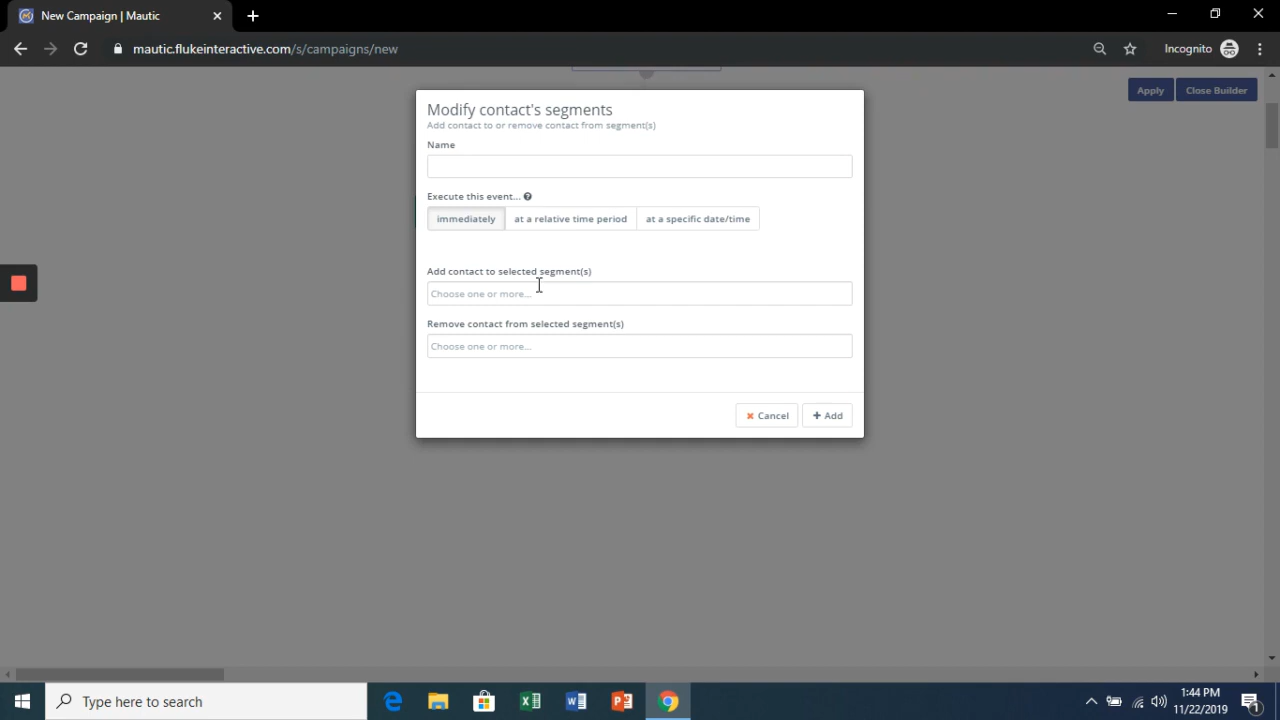 New Campaign | Mautic
mautic.flukeinteractive.com/s/campaigns/new
Incognito
Apply
Close Builder
Modify contact's segments
Add contact to or remove contact from segment(s)
Name
Execute this event...
immediately
at a relative time period
at a specific date/time
Add contact to selected segment(s)
Choose one or more...
Remove contact from selected segment(s)
Choose one or more...
Cancel
Add
Type here to search
1:44 PM
11/22/2019
1